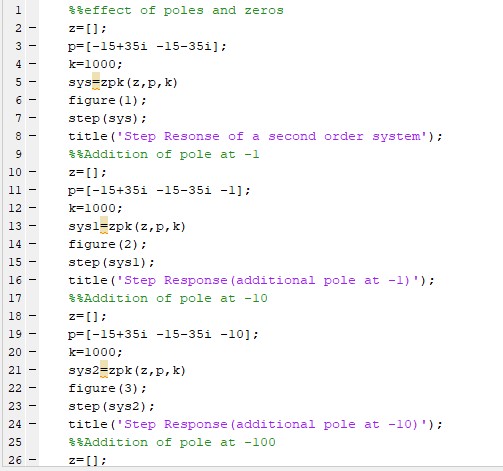 1 %%effect of poles and zeros
2 - z=[];
3 - p=[-15+35i -15-35i];
4 - k=1000;
5 - sys=zpk(z,p,k)
6 - figure(1);
7 - step(sys);
8 - title('Step Resonse of a second order system');
9 %%Addition of pole at -1
10 - z=[];
11 - p=[-15+35i -15-35i -1];
12 - k=1000;
13 - sys1=zpk(z,p,k)
14 - figure(2);
15 - step(sys1);
16 - title('Step Response(additional pole at -1)');
17 %%Addition of pole at -10
18 - z=[];
19 - p=[-15+35i -15-35i -10];
20 - k=1000;
21 - sys2=zpk(z,p,k)
22 - figure(3);
23 - step(sys2);
24 - title('Step Response(additional pole at -10)');
25 %%Addition of pole at -100
26 - z=[];